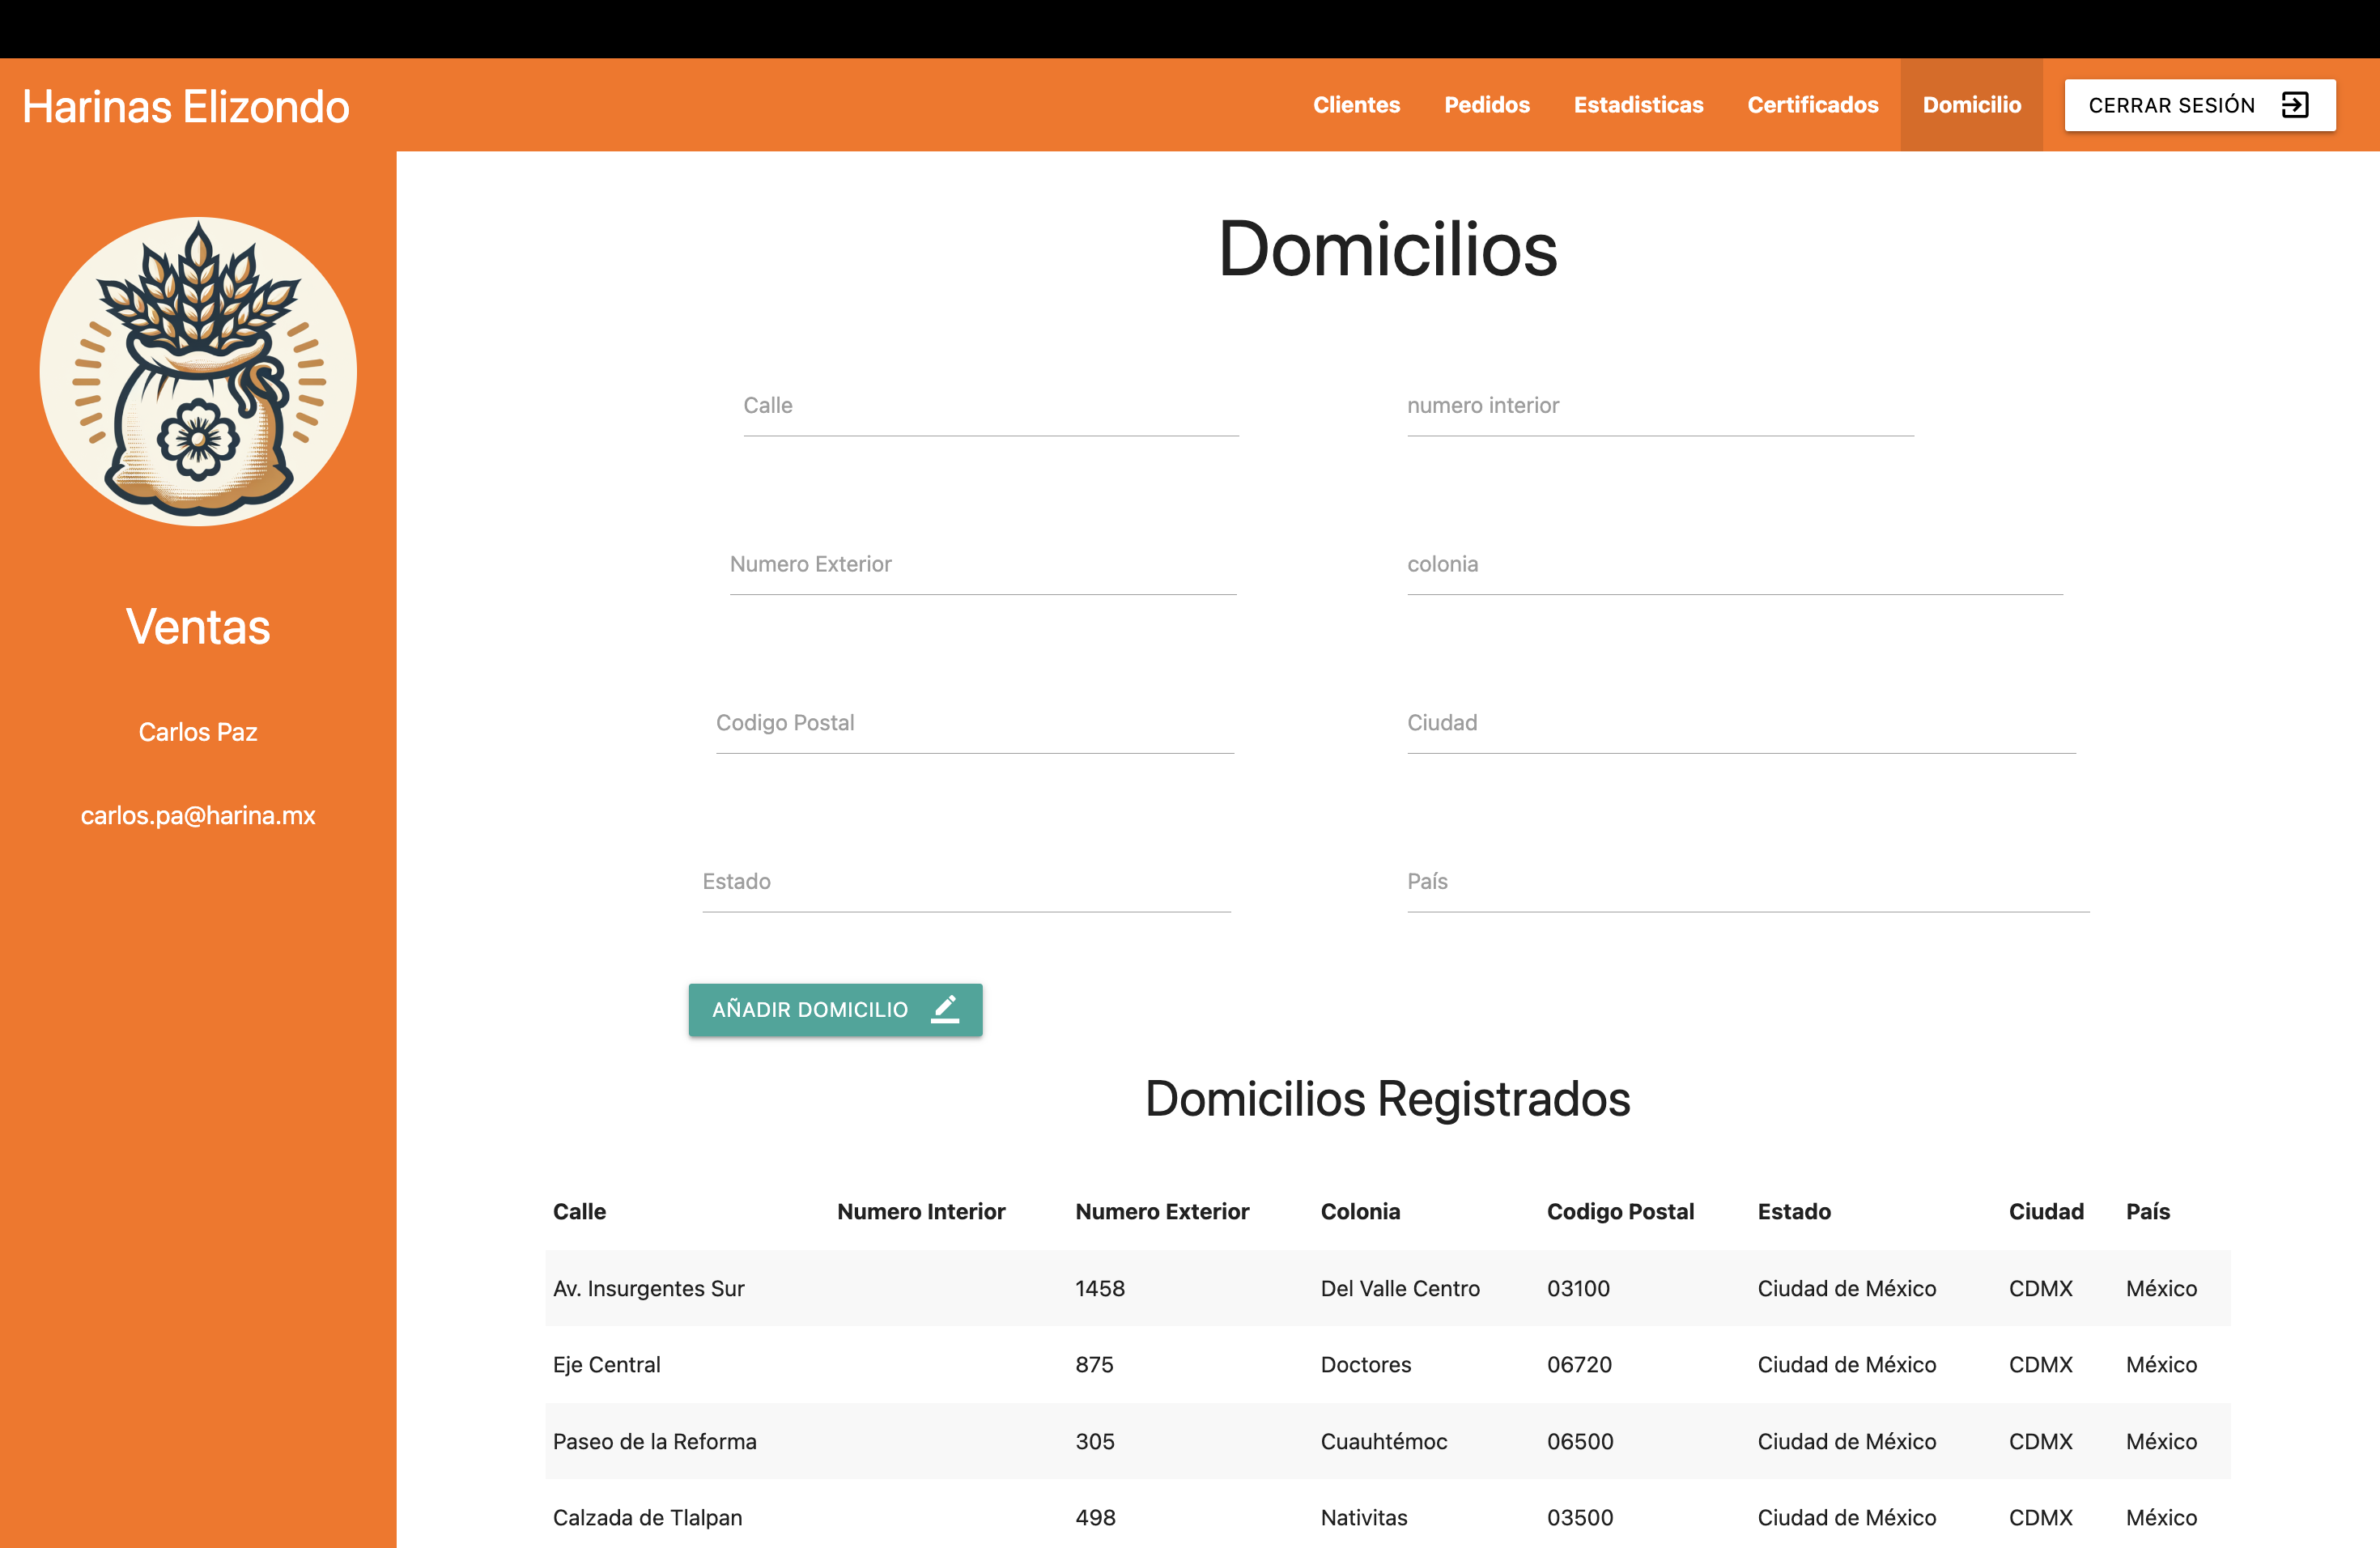 Harinas Elizondo
Clientes Pedidos Estadisticas Certificados Domicilio CERRAR SESIÓN
Ventas
Carlos Paz
carlos.pa@harina.mx
Domicilios
Calle numero interior
Numero Exterior colonia
Codigo Postal Ciudad
Estado País
AÑADIR DOMICILIO
Domicilios Registrados
Calle Numero Interior Numero Exterior Colonia Codigo Postal Estado Ciudad País
Av. Insurgentes Sur 1458 Del Valle Centro 03100 Ciudad de México CDMX México
Eje Central 875 Doctores 06720 Ciudad de México CDMX México
Paseo de la Reforma 305 Cuauhtémoc 06500 Ciudad de México CDMX México
Calzada de Tlalpan 498 Nativitas 03500 Ciudad de México CDMX México